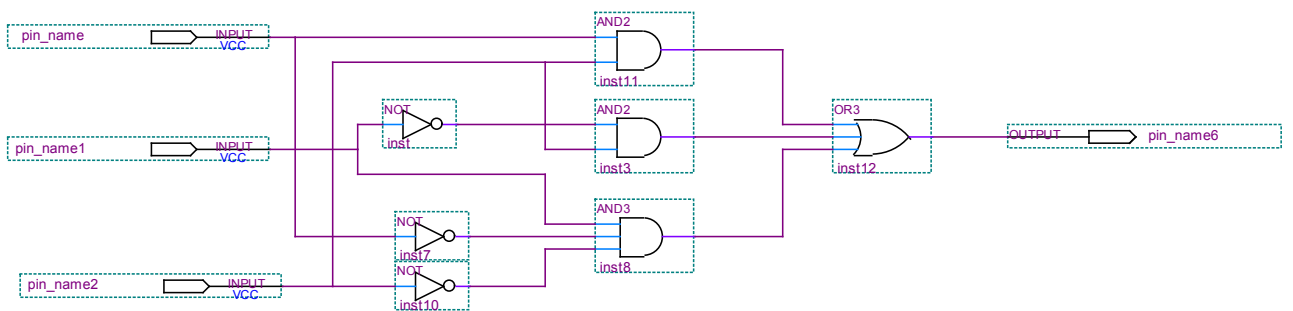 AND2
pin_name
INPUT
VCC
inst11
NOT
AND2
OR3
pin_name1
INPUT
VCC
inst
OUTPUT
pin_name6
inst3
inst12
AND3
NOT
inst7
inst8
NOT
pin_name2
INPUT
VCC
inst10